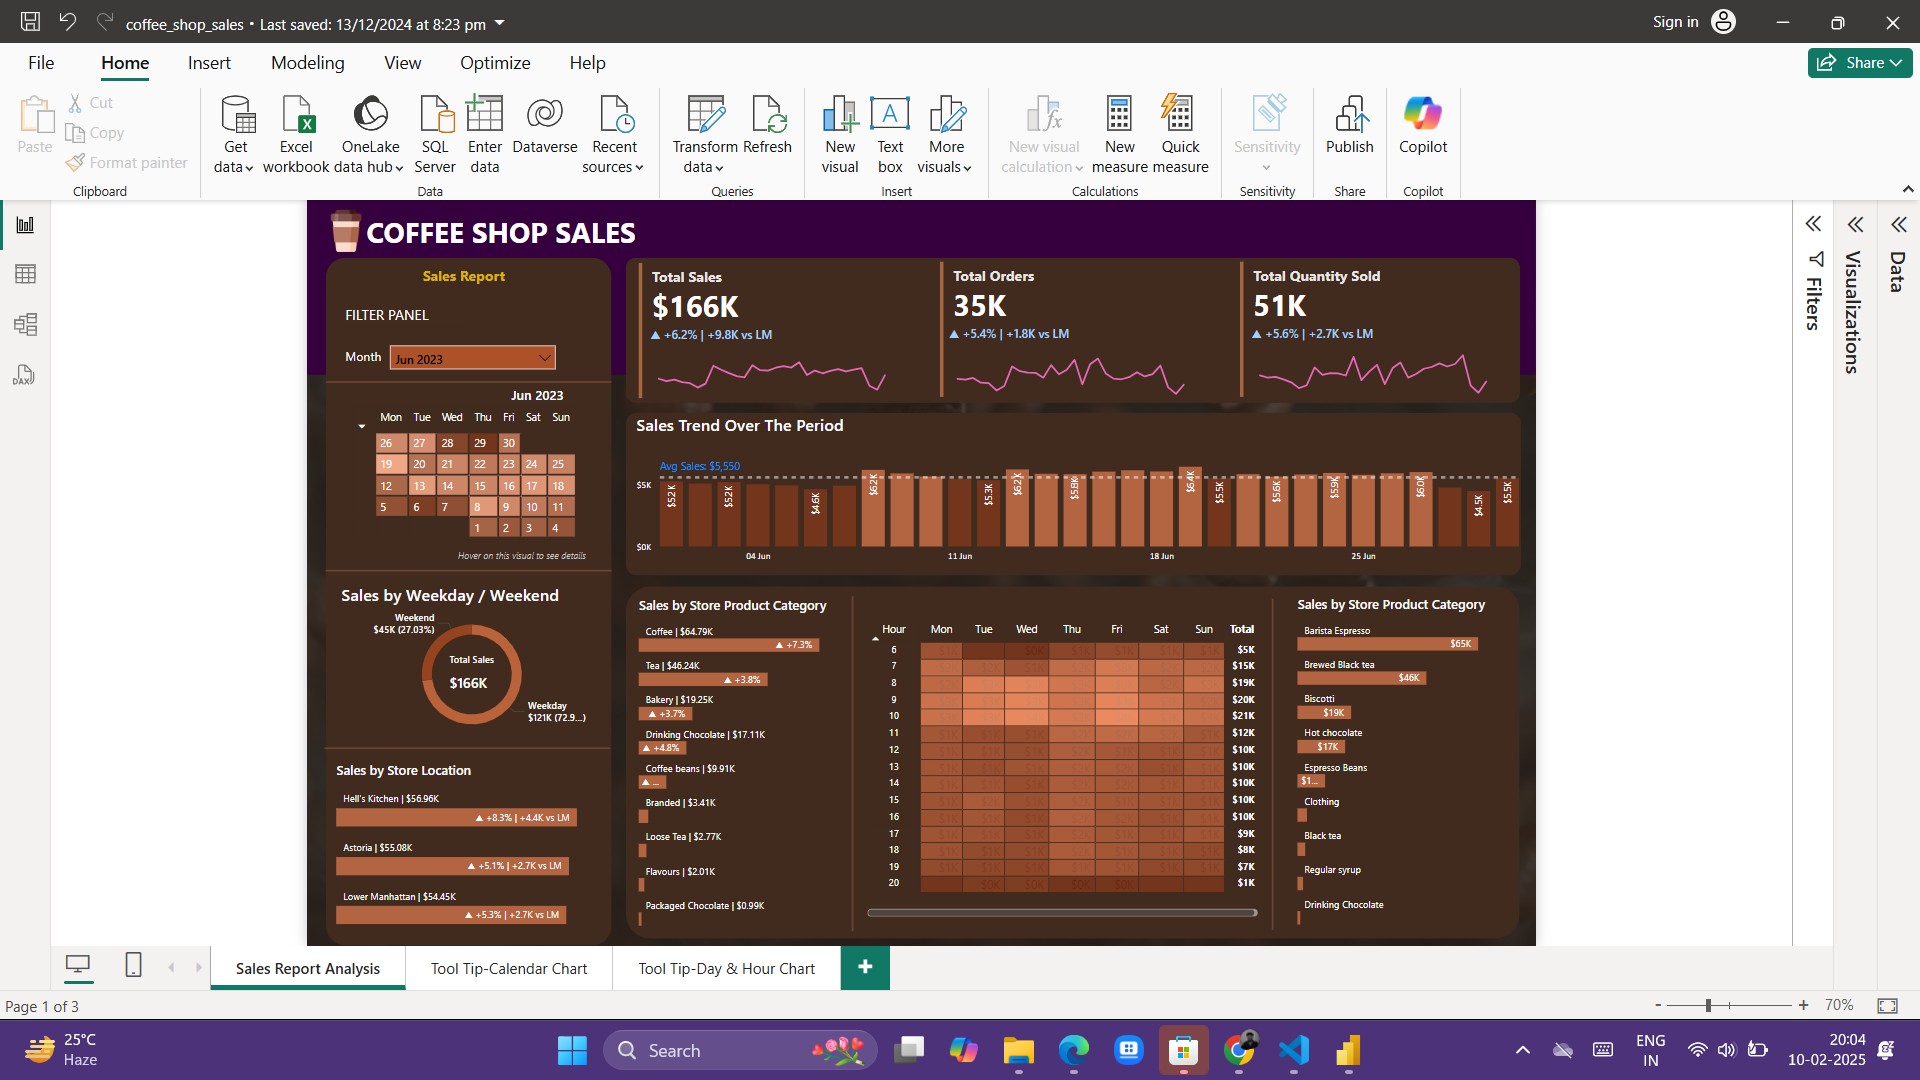 coffee_shop_sales • Last saved: 13/12/2024 at 8:23 pm
Sign in
File Home Insert Modeling View Optimize Help
Share
Paste
Cut
Copy
Format painter
Clipboard
Get data
Excel workbook
OneLake data hub
SQL Server
Enter data
Dataverse
Recent sources
Data
Transform data
Refresh
Queries
New visual
Text box
More visuals
Insert
New visual calculation
New measure
Quick measure
Calculations
Sensitivity
Sensitivity
Publish
Share
Copilot
Copilot
COFFEE SHOP SALES
Sales Report
FILTER PANEL
Month Jun 2023
Jun 2023
Mon Tue Wed Thu Fri Sat Sun
26 27 28 29 30
19 20 21 22 23 24 25
12 13 14 15 16 17 18
5 6 7 8 9 10 11
1 2 3 4
Hover on this visual to see details
Sales by Weekday / Weekend
Weekend
$45K (27.03%)
Total Sales
$166K
Weekday
$121K (72.9...)
Sales by Store Location
Hell's Kitchen | $56.96K
▲ +8.3% | +4.4K vs LM
Astoria | $55.08K
▲ +5.1% | +2.7K vs LM
Lower Manhattan | $54.45K
▲ +5.3% | +2.7K vs LM
Total Sales
$166K
▲ +6.2% | +9.8K vs LM
Total Orders
35K
▲ +5.4% | +1.8K vs LM
Total Quantity Sold
51K
▲ +5.6% | +2.7K vs LM
Sales Trend Over The Period
Avg Sales: $5,550
$5K
$0K
$5.2K $5.2K $4.6K $6.2K $5.3K $6.2K $5.8K $6.4K $5.5K $5.6K $5.9K $6.0K $4.5K $5.5K
04 Jun 11 Jun 18 Jun 25 Jun
Sales by Store Product Category
Coffee | $64.79K
▲ +7.3%
Tea | $46.24K
▲ +3.8%
Bakery | $19.25K
▲ +3.7%
Drinking Chocolate | $17.11K
▲ +4.8%
Coffee beans | $9.91K
▲ ...
Branded | $3.41K
Loose Tea | $2.77K
Flavours | $2.01K
Packaged Chocolate | $0.99K
Hour Mon Tue Wed Thu Fri Sat Sun Total
6 $5K
7 $15K
8 $19K
9 $20K
10 $21K
11 $12K
12 $10K
13 $10K
14 $10K
15 $10K
16 $10K
17 $9K
18 $8K
19 $7K
20 $1K
Sales by Store Product Category
Barista Espresso
$65K
Brewed Black tea
$46K
Biscotti
$19K
Hot chocolate
$17K
Espresso Beans
$1...
Clothing
Black tea
Regular syrup
Drinking Chocolate
Filters
Visualizations
Data
DAX
Sales Report Analysis
Tool Tip-Calendar Chart
Tool Tip-Day & Hour Chart
+
Page 1 of 3
- + 70%
25°C
Haze
Search
ENG
IN
20:04
10-02-2025